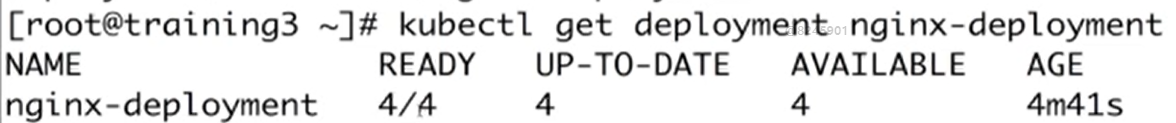 [root@training3 ~]# kubectl get deployment nginx-deployment
NAME READY UP-TO-DATE AVAILABLE AGE
nginx-deployment 4/4 4 4 4m41s